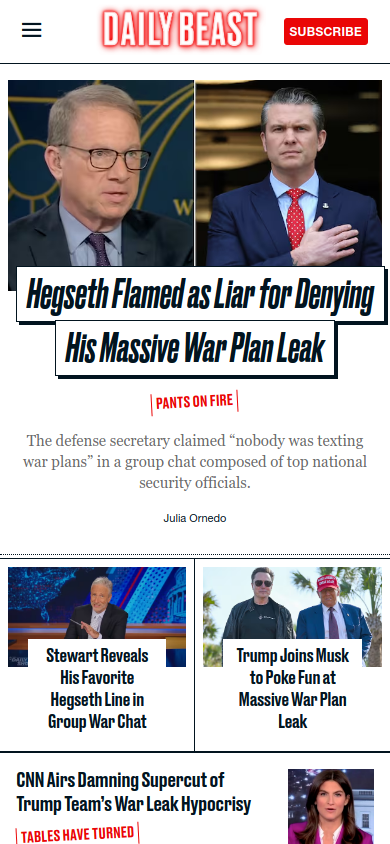 DAILY BEAST
SUBSCRIBE
W
Hegseth Flamed as Liar for Denying
His Massive War Plan Leak
PANTS ON FIRE
The defense secretary claimed “nobody was texting
war plans” in a group chat composed of top national
security officials.
Julia Ornedo
Stewart Reveals
His Favorite
Hegseth Line in
Group War Chat
Trump Joins Musk
to Poke Fun at
Massive War Plan
Leak
CNN Airs Damning Supercut of
Trump Team’s War Leak Hypocrisy
TABLES HAVE TURNED